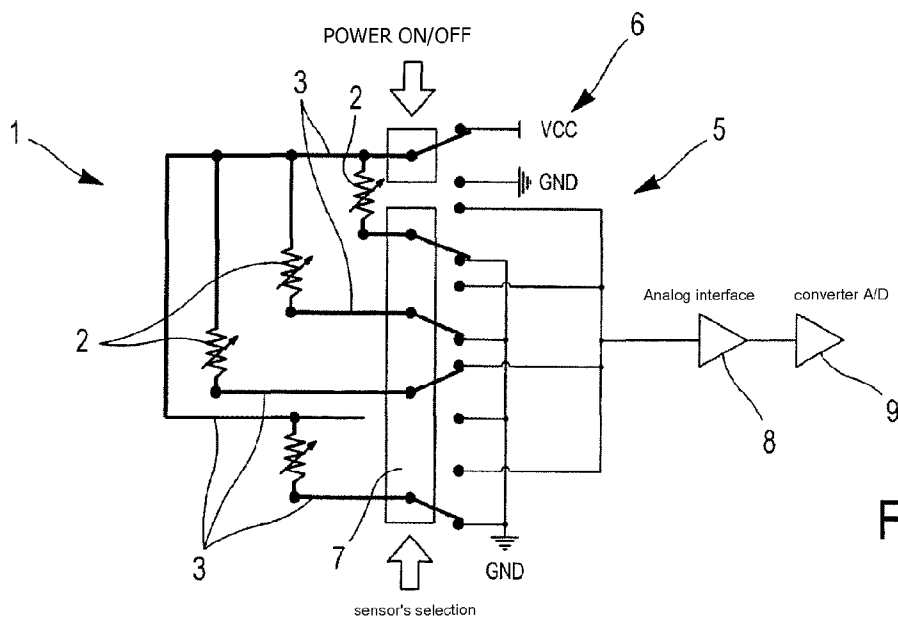 POWER ON/OFF
6
3
2
1
VCC
5
GND
Analog interface
converter A/D
2
8
9
3
7
3
GND
F
sensor's selection